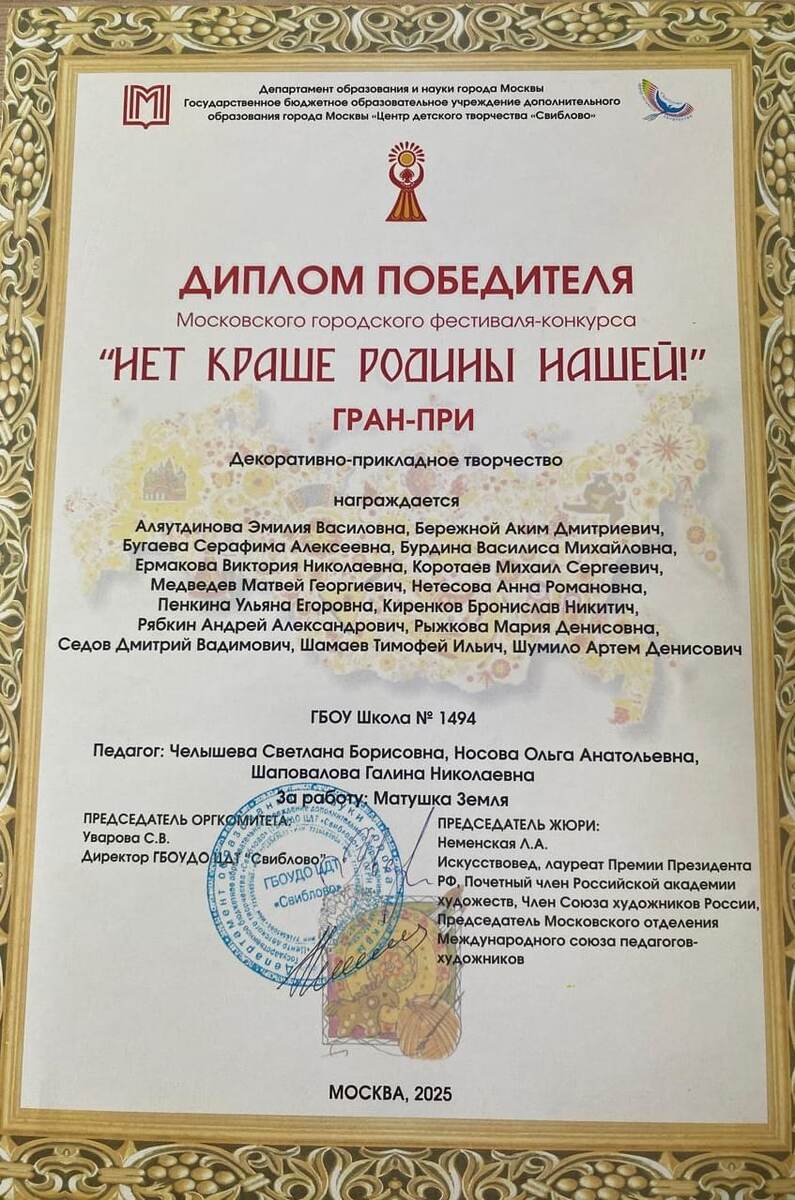 Департамент образования и науки города Москвы
Государственное бюджетное образовательное учреждение дополнительного
образования города Москвы «Центр детского творчества «Свиблово»
ДИПЛОМ ПОБЕДИТЕЛЯ
Московского городского фестиваля-конкурса
“НЕТ КРАШЕ РОДИНЫ НАШЕЙ!”
ГРАН-ПРИ
Декоративно-прикладное творчество
награждается
Аляутдинова Эмилия Василовна, Бережной Аким Дмитриевич,
Бугаева Серафима Алексеевна, Бурдина Василиса Михайловна,
Ермакова Виктория Николаевна, Коротаев Михаил Сергеевич,
Медведев Матвей Георгиевич, Нетесова Анна Романовна,
Пенкина Ульяна Егоровна, Киренков Бронислав Никитич,
Рябкин Андрей Александрович, Рыжкова Мария Денисовна,
Седов Дмитрий Вадимович, Шамаев Тимофей Ильич, Шумило Артем Денисович
ГБОУ Школа № 1494
Педагог: Челышева Светлана Борисовна, Носова Ольга Анатольевна,
Шаповалова Галина Николаевна
За работу: Матушка Земля
ПРЕДСЕДАТЕЛЬ ОРГКОМИТЕТА:
Уварова С.В.
Директор ГБОУДО ЦДТ "Свиблово"
ГБОУДО ЦДТ
«Свиблово»
ПРЕДСЕДАТЕЛЬ ЖЮРИ:
Неменская Л.А.
Искусствовед, лауреат Премии Президента
РФ, Почетный член Российской академии
художеств, Член Союза художников России,
Председатель Московского отделения
Международного союза педагогов-
художников
МОСКВА, 2025